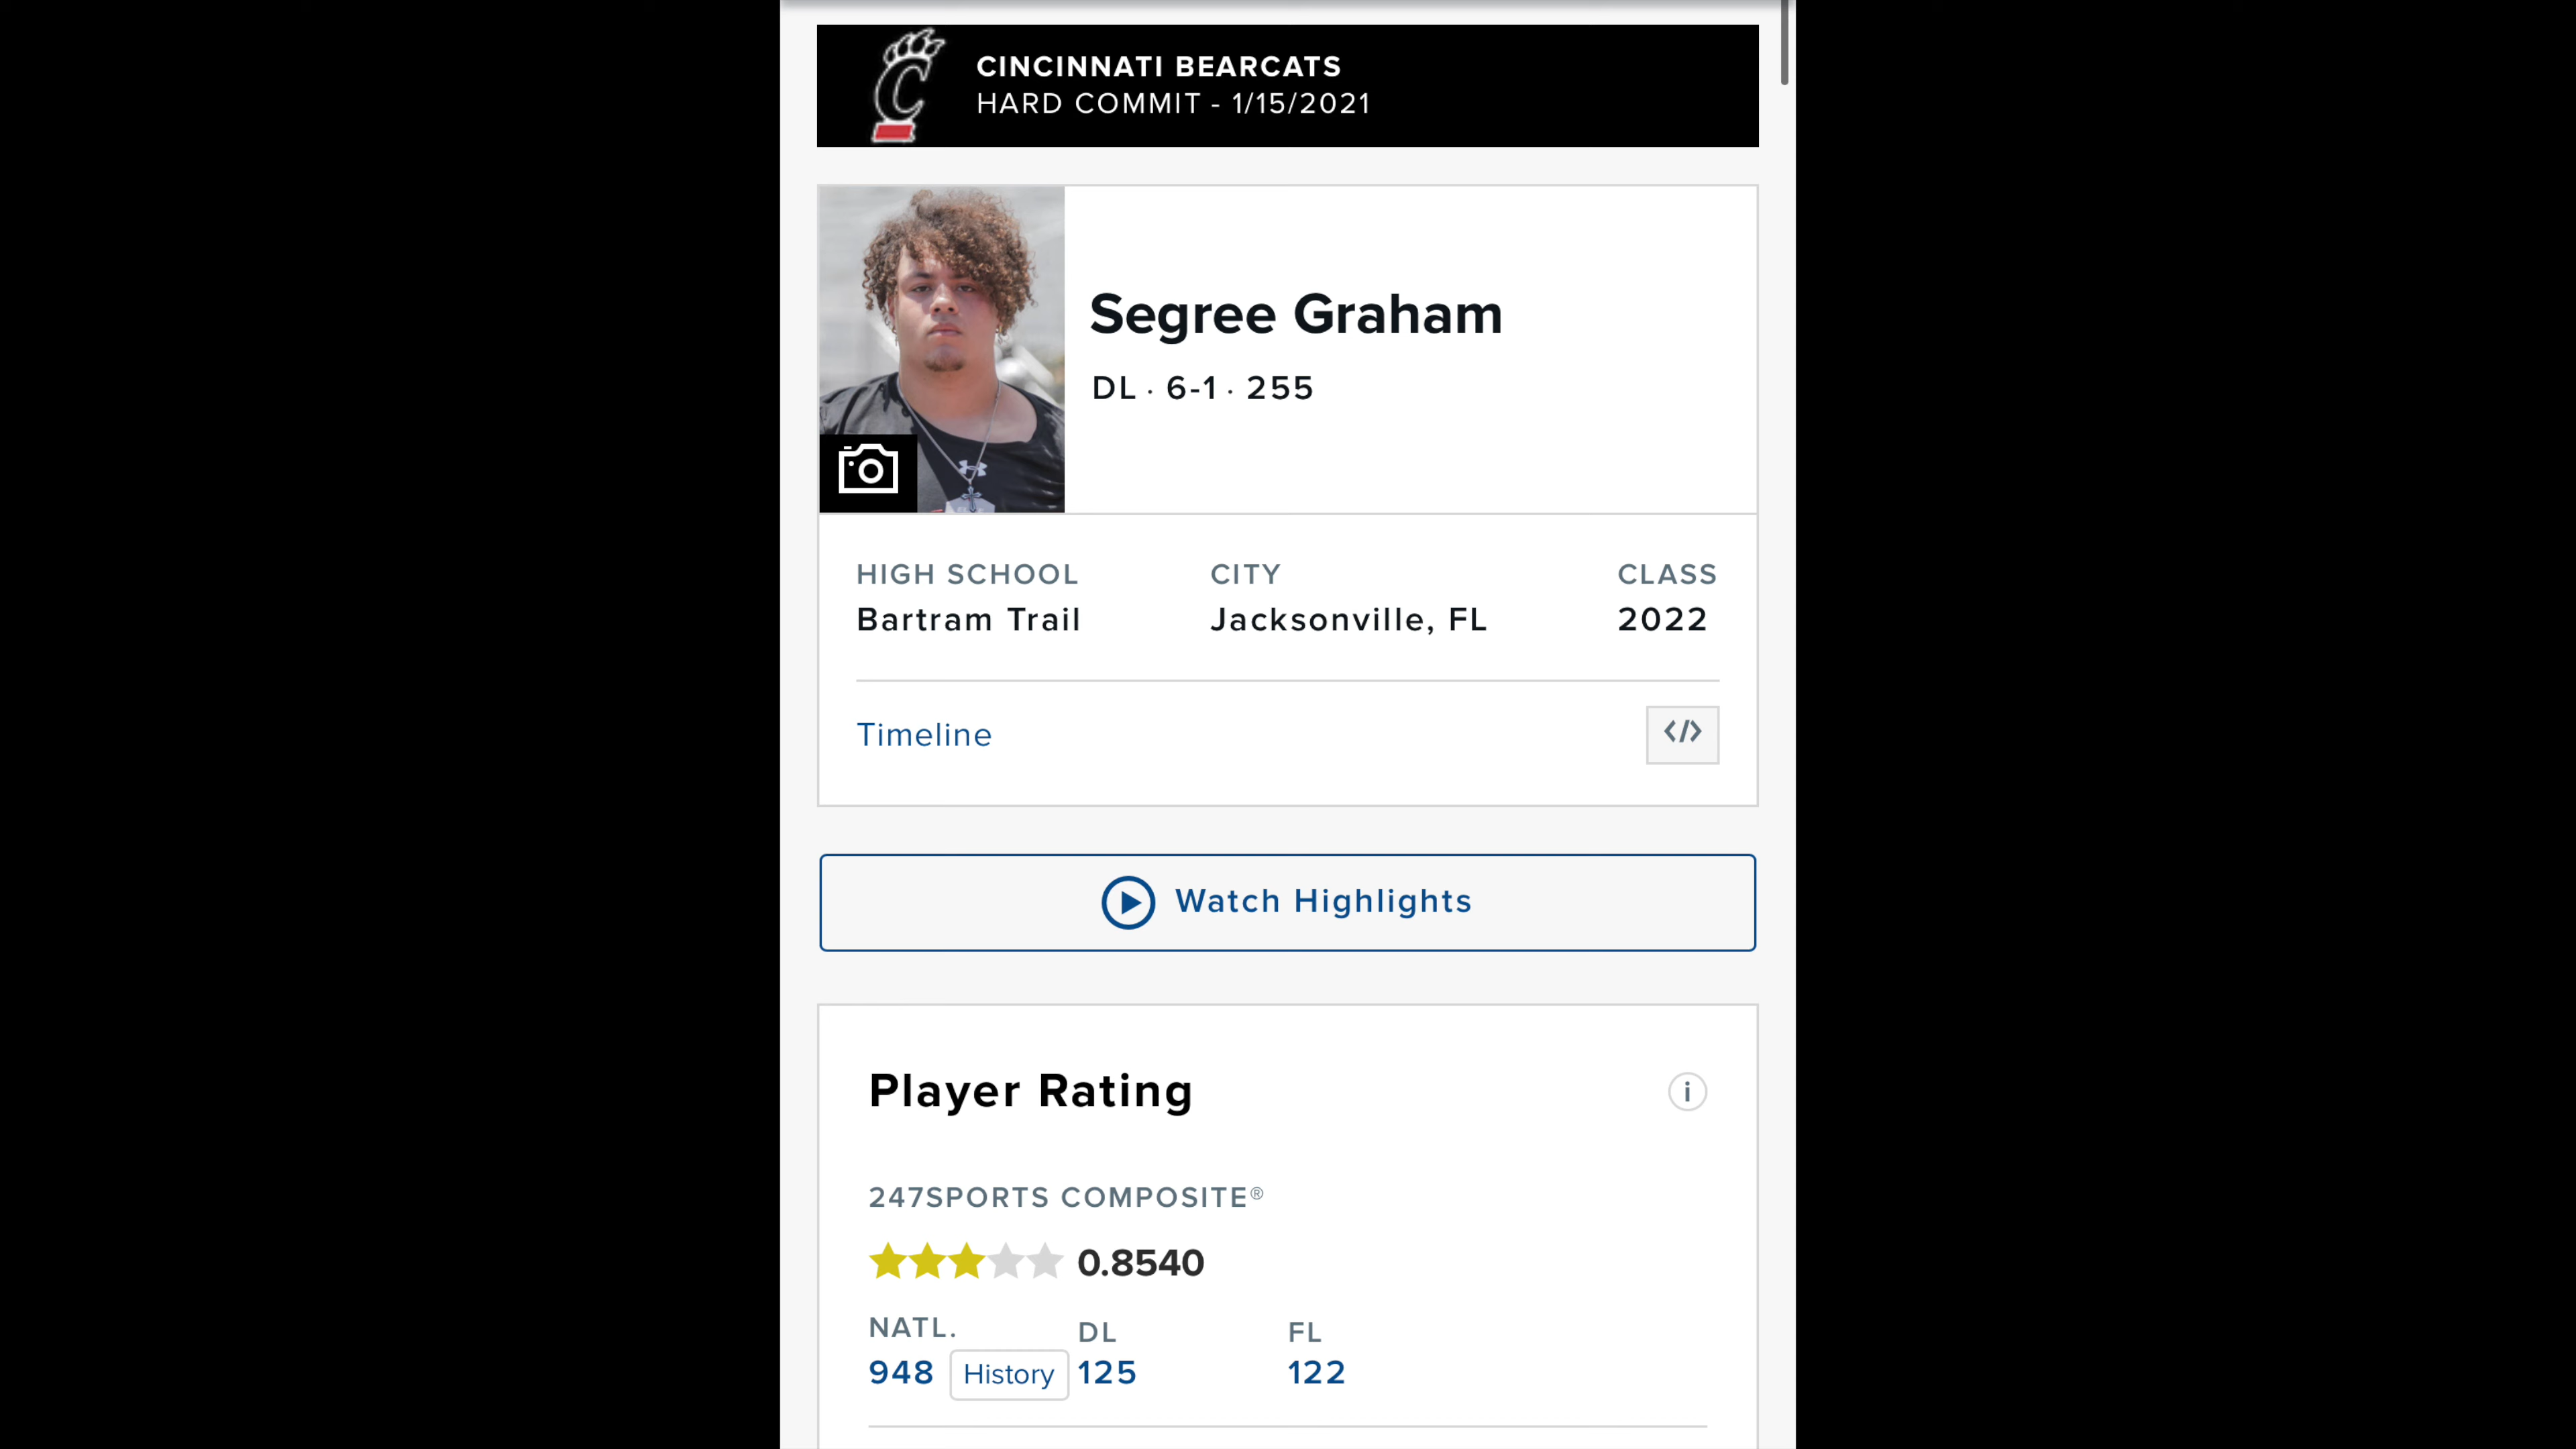 CINCINNATI BEARCATS
HARD COMMIT - 1/15/2021
Segree Graham
DL · 6-1 · 255
HIGH SCHOOL CITY CLASS
Bartram Trail Jacksonville, FL 2022
Timeline </>
Watch Highlights
Player Rating i
247SPORTS COMPOSITE®
0.8540
NATL. DL FL
948 History 125 122